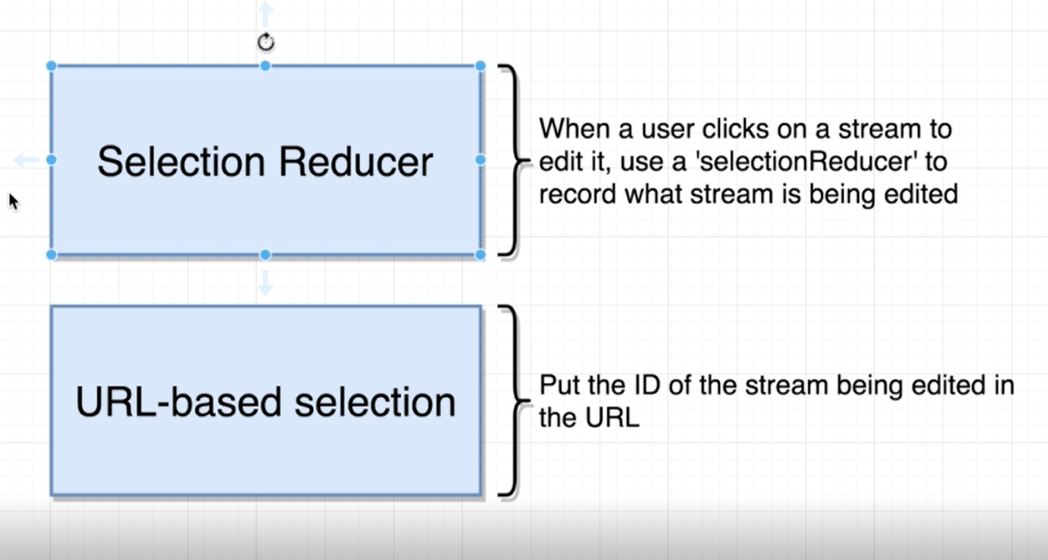 Selection Reducer
When a user clicks on a stream to
edit it, use a 'selectionReducer' to
record what stream is being edited
URL-based selection
Put the ID of the stream being edited in
the URL